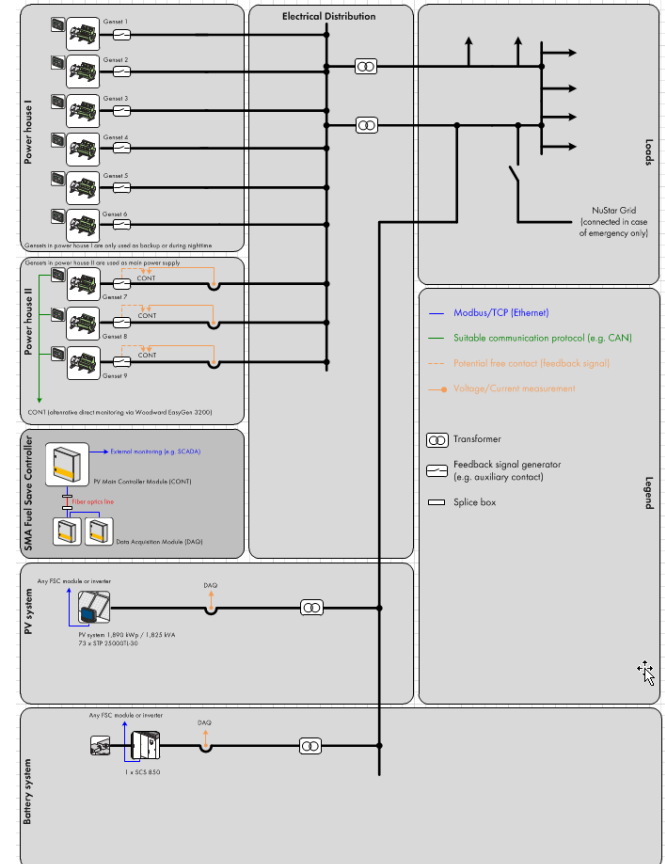 Power house I
Genset 1
Genset 2
Genset 3
Genset 4
Genset 5
Genset 6
Gensets in power house I are only used as backup or during nighttime
Electrical Distribution
Loads
NuStar Grid
(connected in case
of emergency only)
Power house II
Gensets in power house II are used as main power supply
CONT
Genset 7
CONT
Genset 8
CONT
Genset 9
CONT (alternative direct monitoring via Woodward EasyGen 3200)
Legend
Modbus/TCP (Ethernet)
Suitable communication protocol (e.g. CAN)
Potential free contact (feedback signal)
Voltage/Current measurement
Transformer
Feedback signal generator
(e.g. auxiliary contact)
Splice box
SMA Fuel Save Controller
External monitoring (e.g. SCADA)
PV Main Controller Module (CONT)
Fiber optics line
Data Acquisition Module (DAQ)
PV system
Any FSC module or inverter
DAQ
PV system 1,890 kWp / 1,825 kVA
73 x STP 25000TL-30
Battery system
Any FSC module or inverter
DAQ
1 x SCS 850